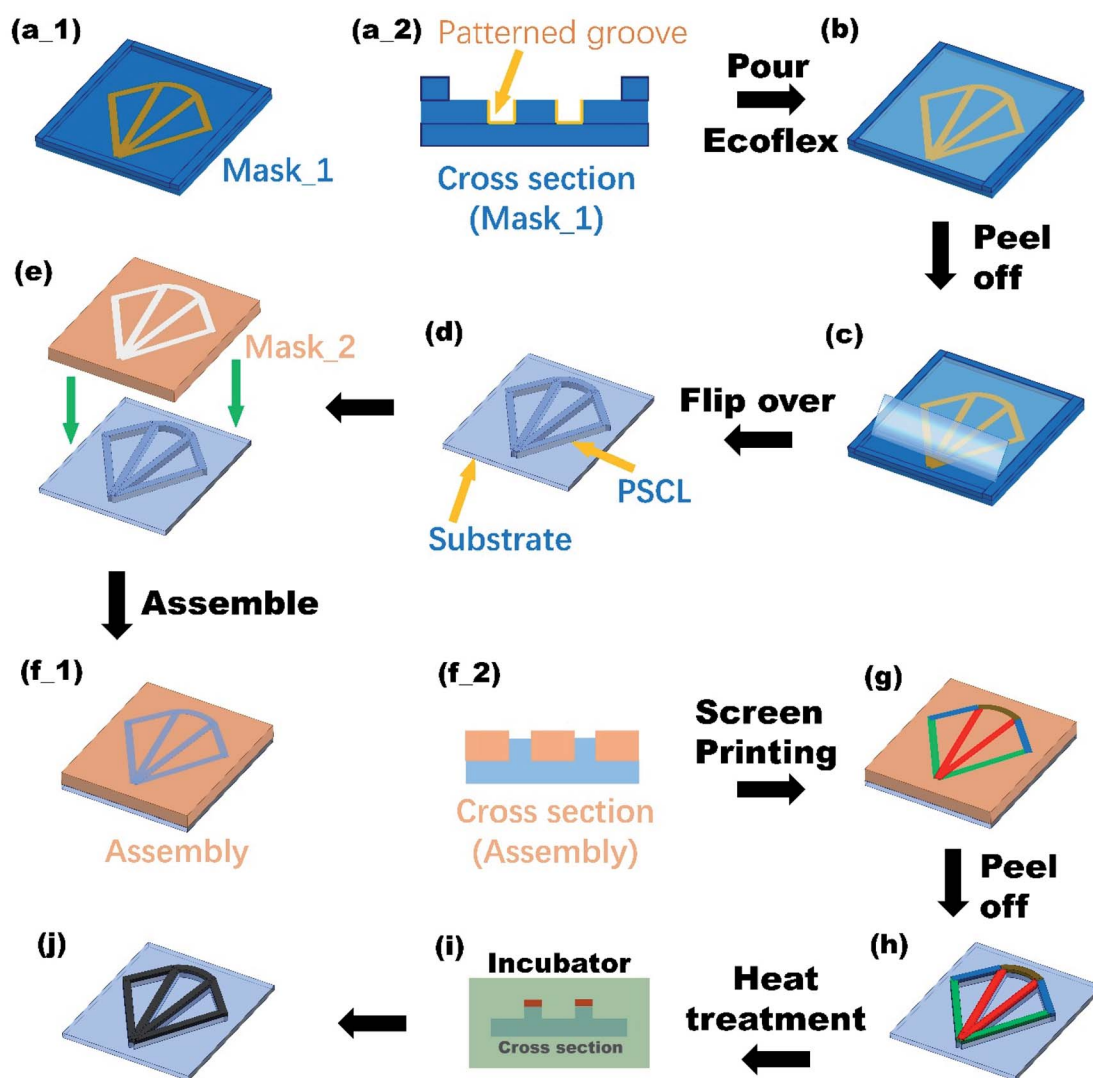 (a_1)
Mask_1
(a_2)
Patterned groove
Cross section
(Mask_1)
Pour
Ecoflex
(b)
Peel
off
(c)
Flip over
(d)
PSCL
Substrate
(e)
Mask_2
Assemble
(f_1)
Assembly
(f_2)
Cross section
(Assembly)
Screen
Printing
(g)
Peel
off
(h)
Heat
treatment
(i)
Incubator
Cross section
(j)